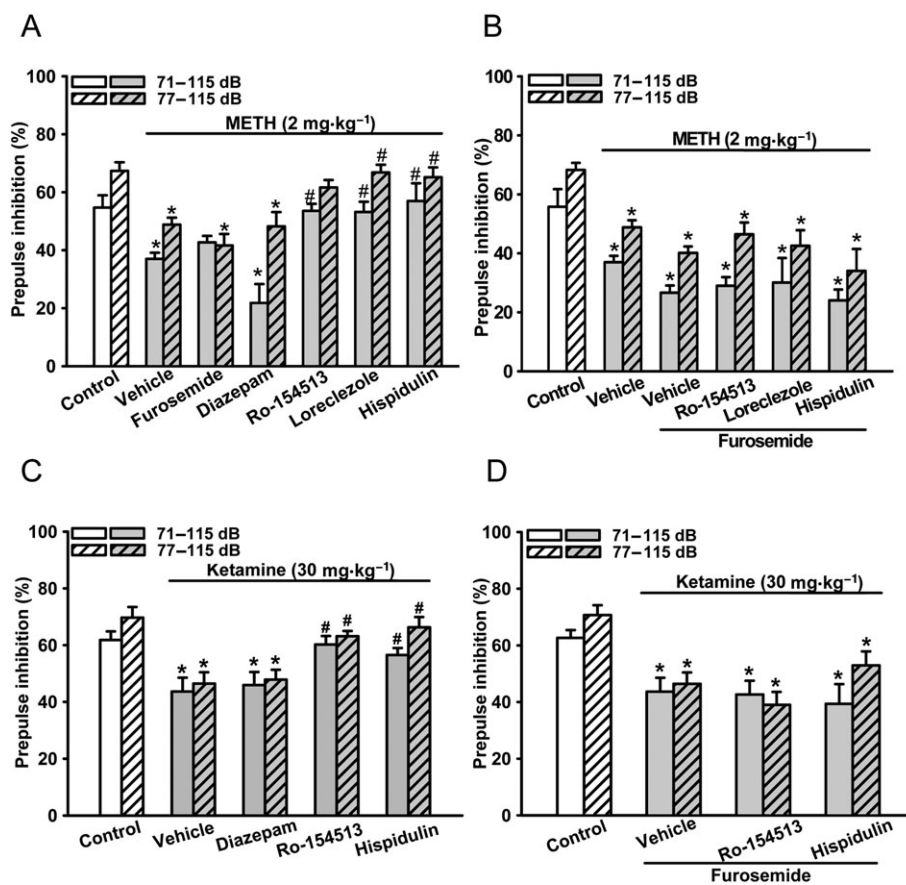 A
Prepulse inhibition (%)
100
80
60
40
20
0
71–115 dB
77–115 dB
METH (2 mg·kg⁻¹)
* * * * * # # # # #
Control Vehicle Furosemide Diazepam Ro-154513 Loreclezole Hispidulin
B
Prepulse inhibition (%)
100
80
60
40
20
0
71–115 dB
77–115 dB
METH (2 mg·kg⁻¹)
* * * * * * * * * *
Control Vehicle Vehicle Ro-154513 Loreclezole Hispidulin
Furosemide
C
Prepulse inhibition (%)
100
80
60
40
20
0
71–115 dB
77–115 dB
Ketamine (30 mg·kg⁻¹)
* * * * # # # #
Control Vehicle Diazepam Ro-154513 Hispidulin
D
Prepulse inhibition (%)
100
80
60
40
20
0
71–115 dB
77–115 dB
Ketamine (30 mg·kg⁻¹)
* * * * * *
Control Vehicle Ro-154513 Hispidulin
Furosemide